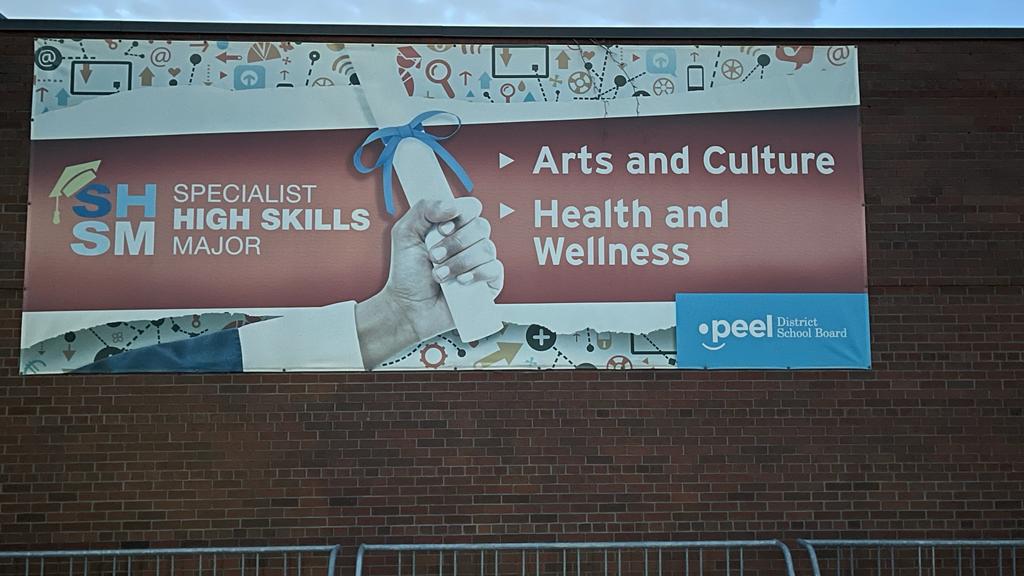 SH
SM
SPECIALIST
HIGH SKILLS
MAJOR
Arts and Culture
Health and
Wellness
peel District
School Board